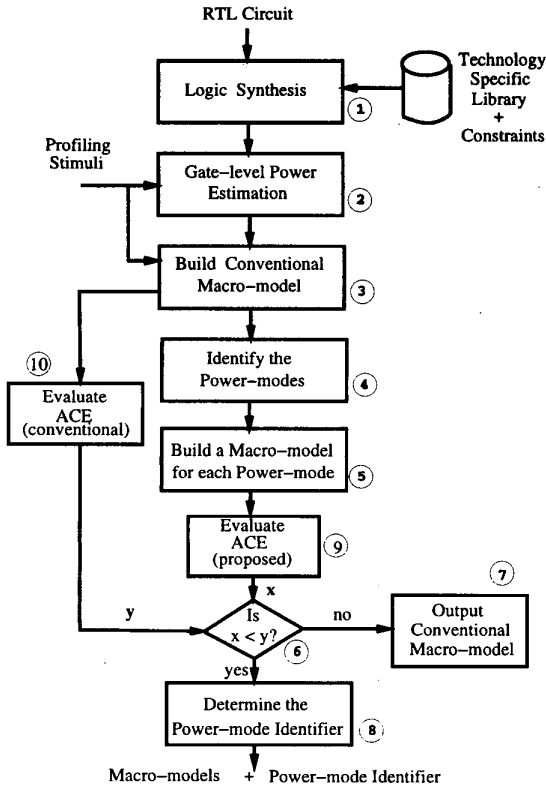 RTL Circuit
Logic Synthesis
1
Technology
Specific
Library
+
Constraints
Profiling
Stimuli
Gate-level Power
Estimation
2
Build Conventional
Macro-model
3
Identify the
Power-modes
4
10
Evaluate
ACE
(conventional)
Build a Macro-model
for each Power-mode
5
Evaluate
ACE
(proposed)
9
x
y
Is
x < y?
6
no
7
Output
Conventional
Macro-model
yes
Determine the
Power-mode Identifier
8
Macro-models + Power-mode Identifier